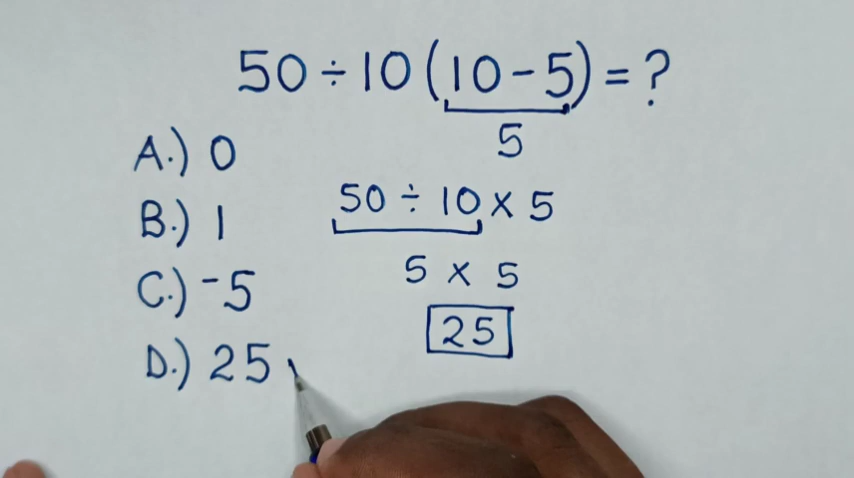 50 ÷ 10 (10 - 5) = ?
5
A.) 0
B.) 1
C.) -5
D.) 25
50 ÷ 10 × 5
5 × 5
25